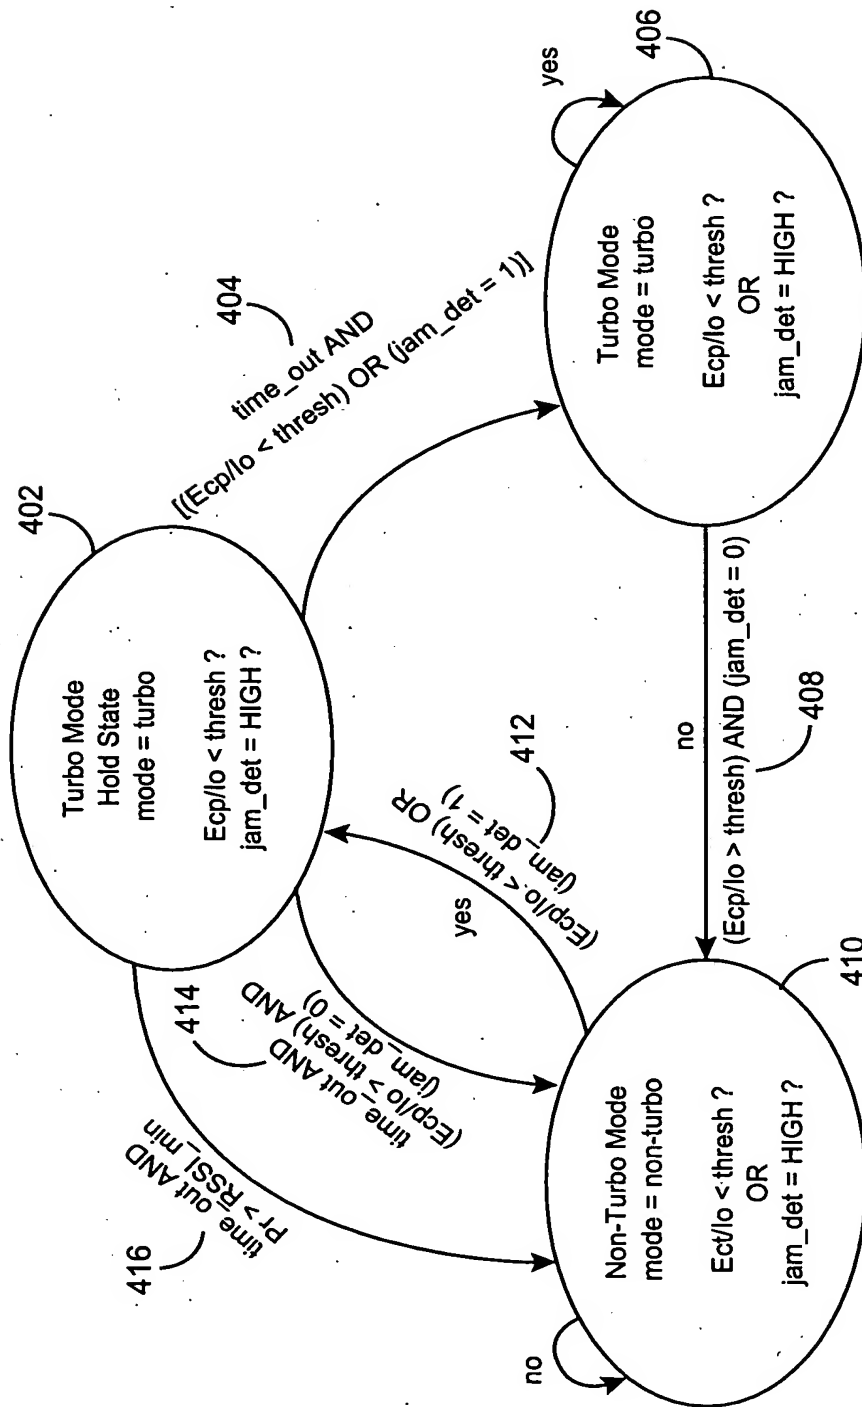 402
Turbo Mode
Hold State
mode = turbo
Ecp/Io < thresh ?
jam_det = HIGH ?
404
time_out AND
[(Ecp/Io < thresh) OR (jam_det = 1)]
416
time_out AND
Pr > RSSI_min
414
time_out AND
(Ecp/Io > thresh) AND
(jam_det = 0)
yes
(Ecp/Io < thresh) OR
(jam_det = 1)
412
no
Non-Turbo Mode
mode = non-turbo
Ect/Io < thresh ?
OR
jam_det = HIGH ?
410
no
(Ecp/Io > thresh) AND (jam_det = 0)
408
Turbo Mode
mode = turbo
Ecp/Io < thresh ?
OR
jam_det = HIGH ?
yes
406